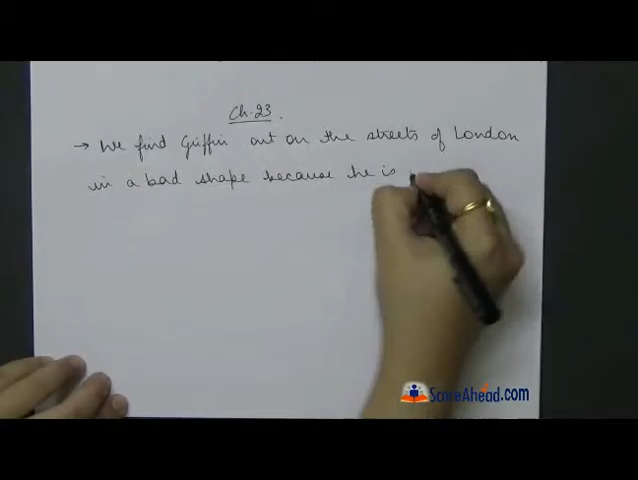 Ch. 23.
→ We find Griffin out on the streets of London
in a bad shape because he is
ScoreAhead.com